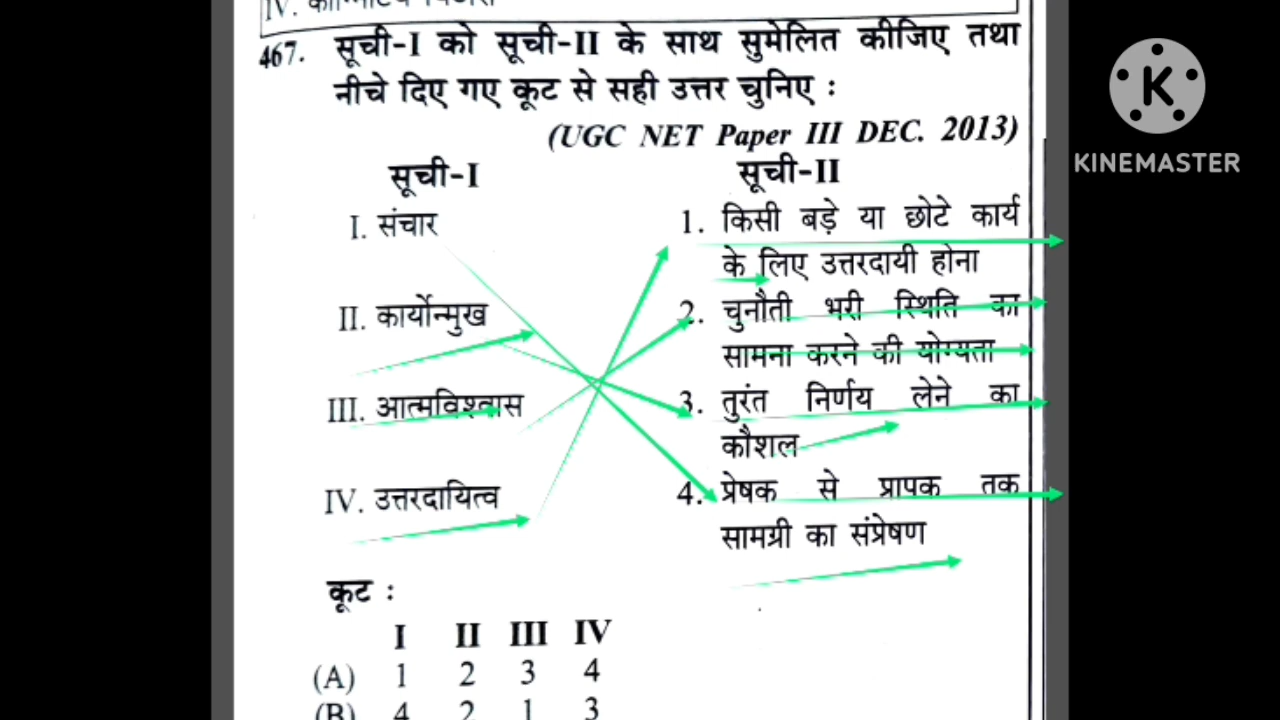 IV.
467. सूची-I को सूची-II के साथ सुमेलित कीजिए तथा
नीचे दिए गए कूट से सही उत्तर चुनिए :
(UGC NET Paper III DEC. 2013)
सूची-I सूची-II
I. संचार 1. किसी बड़े या छोटे कार्य
के लिए उत्तरदायी होना
II. कार्योन्मुख 2. चुनौती भरी स्थिति का
सामना करने की योग्यता
III. आत्मविश्वास 3. तुरंत निर्णय लेने का
कौशल
IV. उत्तरदायित्व 4. प्रेषक से प्रापक तक
सामग्री का संप्रेषण
कूट :
I II III IV
(A) 1 2 3 4
(B) 4 2 1 3
K
KINEMASTER